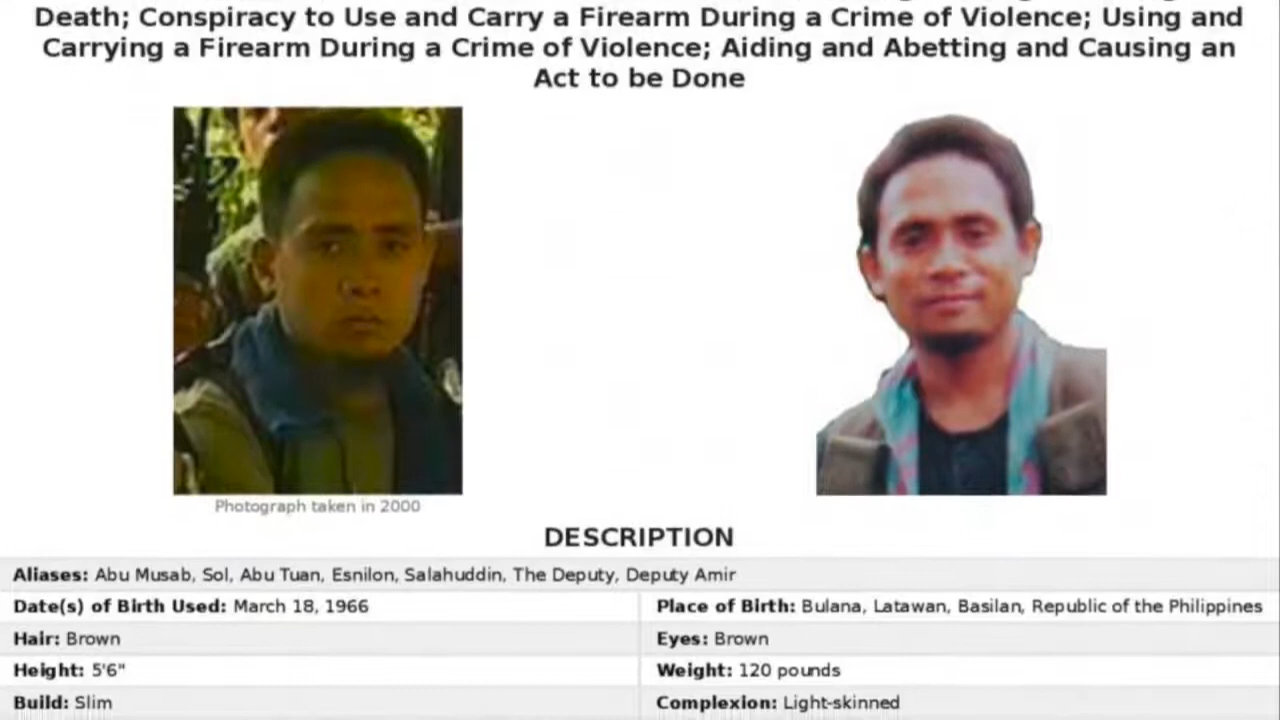 Death; Conspiracy to Use and Carry a Firearm During a Crime of Violence; Using and
Carrying a Firearm During a Crime of Violence; Aiding and Abetting and Causing an
Act to be Done
Photograph taken in 2000
DESCRIPTION
Aliases: Abu Musab, Sol, Abu Tuan, Esnilon, Salahuddin, The Deputy, Deputy Amir
Date(s) of Birth Used: March 18, 1966
Place of Birth: Bulana, Latawan, Basilan, Republic of the Philippines
Hair: Brown
Eyes: Brown
Height: 5'6"
Weight: 120 pounds
Build: Slim
Complexion: Light-skinned